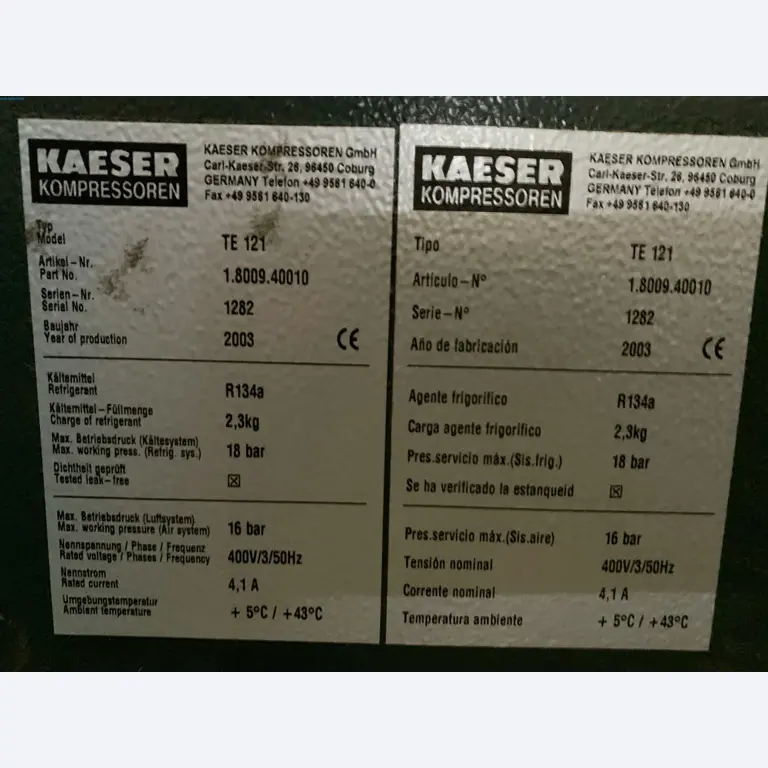 KAESER
KOMPRESSOREN
KAESER KOMPRESSOREN GmbH
Carl-Kaeser-Str. 26, 96450 Coburg
GERMANY Telefon +49 9561 640-0
Fax +49 9561 640-130
Typ
Model TE 121
Artikel-Nr.
Part No. 1.8009.40010
Serien-Nr.
Serial No. 1282
Baujahr
Year of production 2003 CE
Kältemittel
Refrigerant R134a
Kältemittel-Füllmenge
Charge of refrigerant 2,3kg
Max. Betriebsdruck (Kältesystem)
Max. working press. (Refrig. sys.) 18 bar
Dichtheit geprüft
Tested leak-free ☒
Max. Betriebsdruck (Luftsystem)
Max. working pressure (Air system) 16 bar
Nennspannung / Phase / Frequenz
Rated voltage / Phases / Frequency 400V/3/50Hz
Nennstrom
Rated current 4,1 A
Umgebungstemperatur
Ambient temperature + 5°C / +43°C
KAESER
KOMPRESSOREN
KAESER KOMPRESSOREN GmbH
Carl-Kaeser-Str. 26, 96450 Coburg
GERMANY Telefon +49 9561 640-0
Fax +49 9561 640-130
Tipo TE 121
Artículo-N° 1.8009.40010
Serie-N° 1282
Año de fabricación 2003 CE
Agente frigorífico R134a
Carga agente frigorífico 2,3kg
Pres.servicio máx.(Sis.frig.) 18 bar
Se ha verificado la estanqueid ☒
Pres.servicio máx.(Sis.aire) 16 bar
Tensión nominal 400V/3/50Hz
Corrente nominal 4,1 A
Temperatura ambiente + 5°C / +43°C